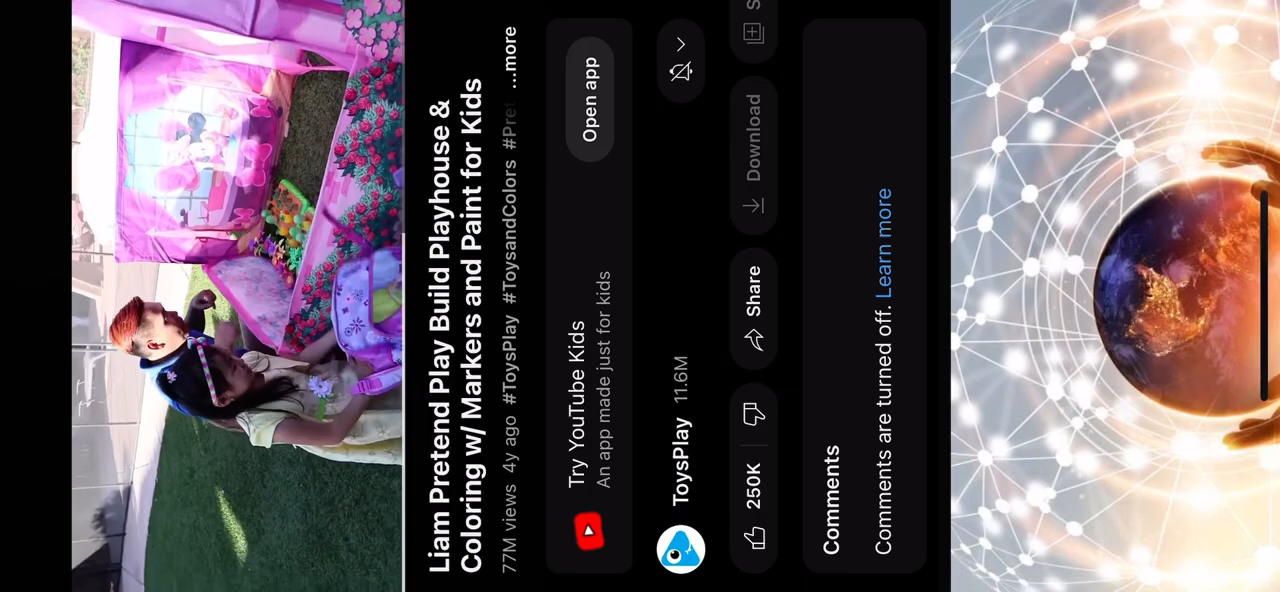 Liam Pretend Play Build Playhouse &
Coloring w/ Markers and Paint for Kids
77M views 4y ago #ToysPlay #ToysandColors #Pret ...more
Try YouTube Kids
An app made just for kids
Open app
ToysPlay 11.6M
250K
Share
Download
Comments
Comments are turned off. Learn more